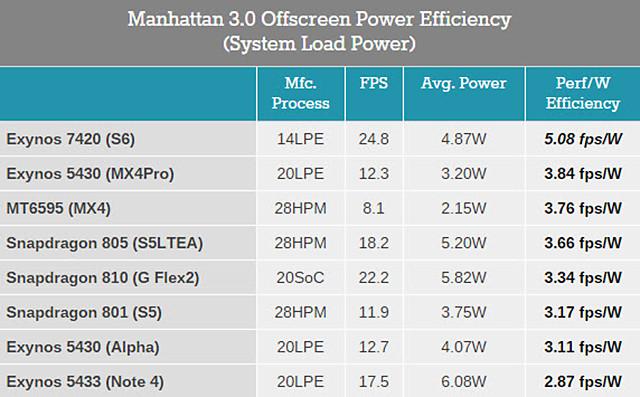 Manhattan 3.0 Offscreen Power Efficiency
(System Load Power)
Mfc. Process FPS Avg. Power Perf/W Efficiency
Exynos 7420 (S6) 14LPE 24.8 4.87W 5.08 fps/W
Exynos 5430 (MX4Pro) 20LPE 12.3 3.20W 3.84 fps/W
MT6595 (MX4) 28HPM 8.1 2.15W 3.76 fps/W
Snapdragon 805 (S5LTEA) 28HPM 18.2 5.20W 3.66 fps/W
Snapdragon 810 (G Flex2) 20SoC 22.2 5.82W 3.34 fps/W
Snapdragon 801 (S5) 28HPM 11.9 3.75W 3.17 fps/W
Exynos 5430 (Alpha) 20LPE 12.7 4.07W 3.11 fps/W
Exynos 5433 (Note 4) 20LPE 17.5 6.08W 2.87 fps/W